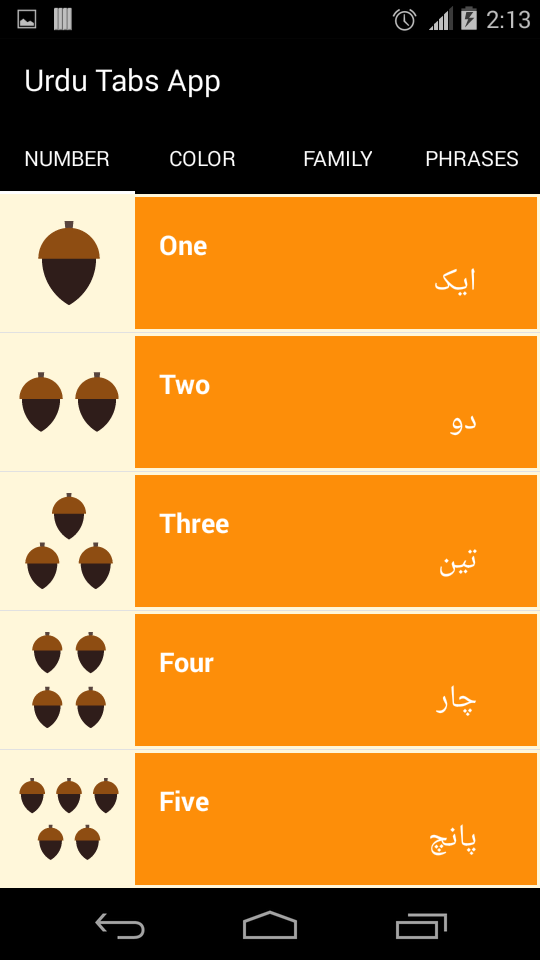 2:13
Urdu Tabs App
NUMBER COLOR FAMILY PHRASES
One
ایک
Two
دو
Three
تین
Four
چار
Five
پانچ